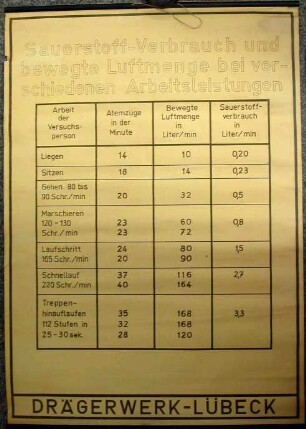 Sauerstoff-Verbrauch und
bewegte Luftmenge bei ver-
schiedenen Arbeitsleistungen
Arbeit der Versuchs- person | Atemzüge in der Minute | Bewegte Luftmenge in Liter/min | Sauerstoff- verbrauch in Liter/min
Liegen 14 10 0,20
Sitzen 18 14 0,23
Gehen 80 bis
90 Schr./min 20 32 0,5
Marschieren
120 - 130 23 60 0,8
Schr./min 23 72
Laufschritt 24 80 1,5
165 Schr./min 20 90
Schnellauf 37 116 2,7
220 Schr./min 40 164
Treppen-
hinauflaufen 35 168 3,3
112 Stufen in 32 168
25 - 30 sek. 28 120
DRÄGERWERK-LÜBECK